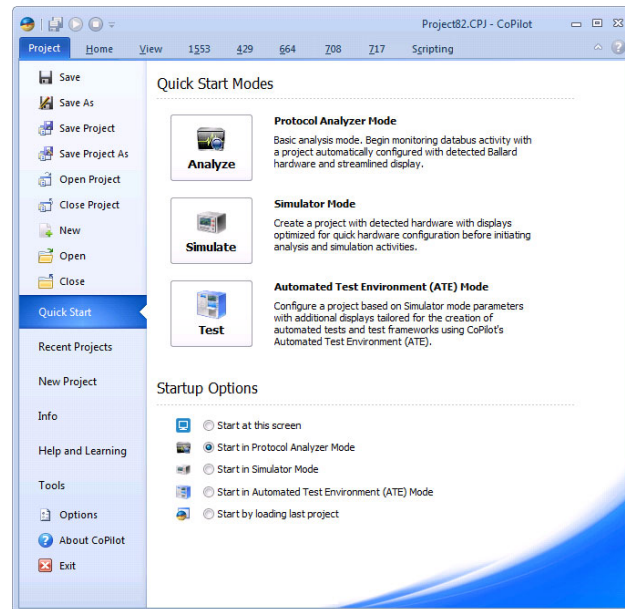 Project82.CPJ - CoPilot
Project Home View 1553 429 664 708 717 Scripting
Save
Save As
Save Project
Save Project As
Open Project
Close Project
New
Open
Close
Quick Start
Recent Projects
New Project
Info
Help and Learning
Tools
Options
About CoPilot
Exit
Quick Start Modes
Analyze
Protocol Analyzer Mode
Basic analysis mode. Begin monitoring databus activity with
a project automatically configured with detected Ballard
hardware and streamlined display.
Simulate
Simulator Mode
Create a project with detected hardware with displays
optimized for quick hardware configuration before initiating
analysis and simulation activities.
Test
Automated Test Environment (ATE) Mode
Configure a project based on Simulator mode parameters
with additional displays tailored for the creation of
automated tests and test frameworks using CoPilot's
Automated Test Environment (ATE).
Startup Options
Start at this screen
Start in Protocol Analyzer Mode
Start in Simulator Mode
Start in Automated Test Environment (ATE) Mode
Start by loading last project